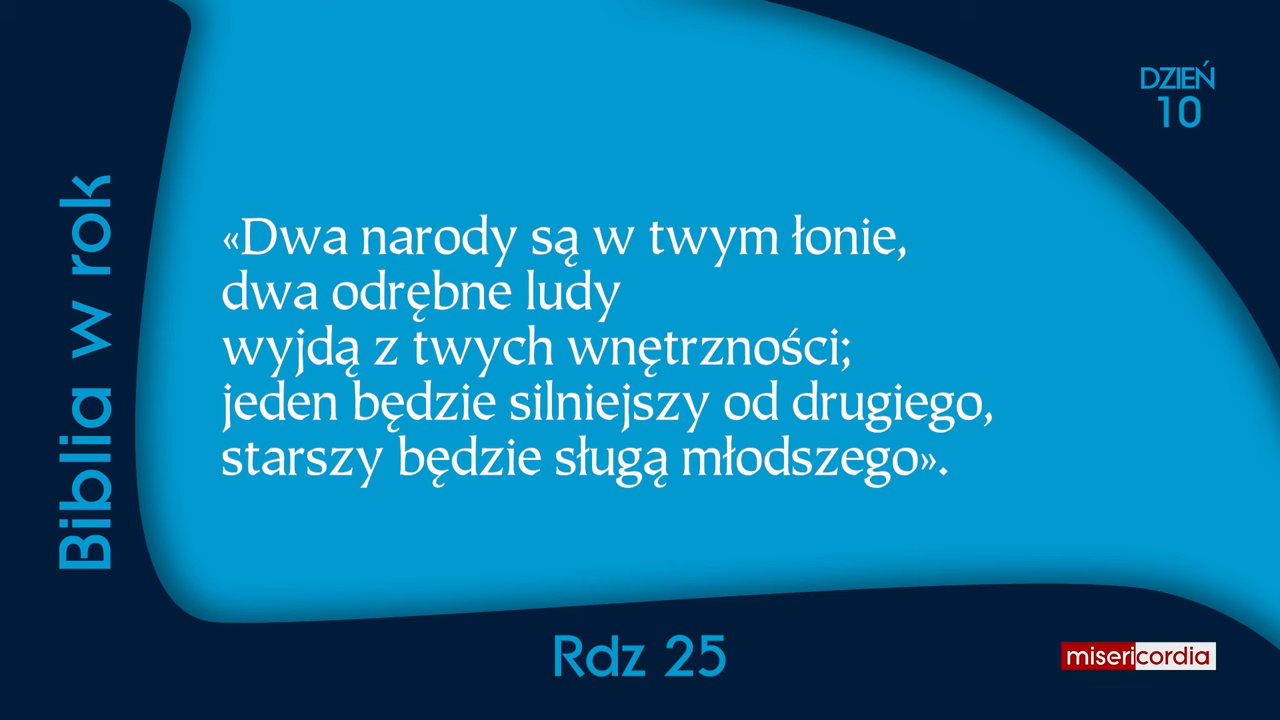 DZIEŃ
10
Biblia w rok
«Dwa narody są w twym łonie,
dwa odrębne ludy
wyjdą z twych wnętrzności;
jeden będzie silniejszy od drugiego,
starszy będzie sługą młodszego».
Rdz 25
misericordia